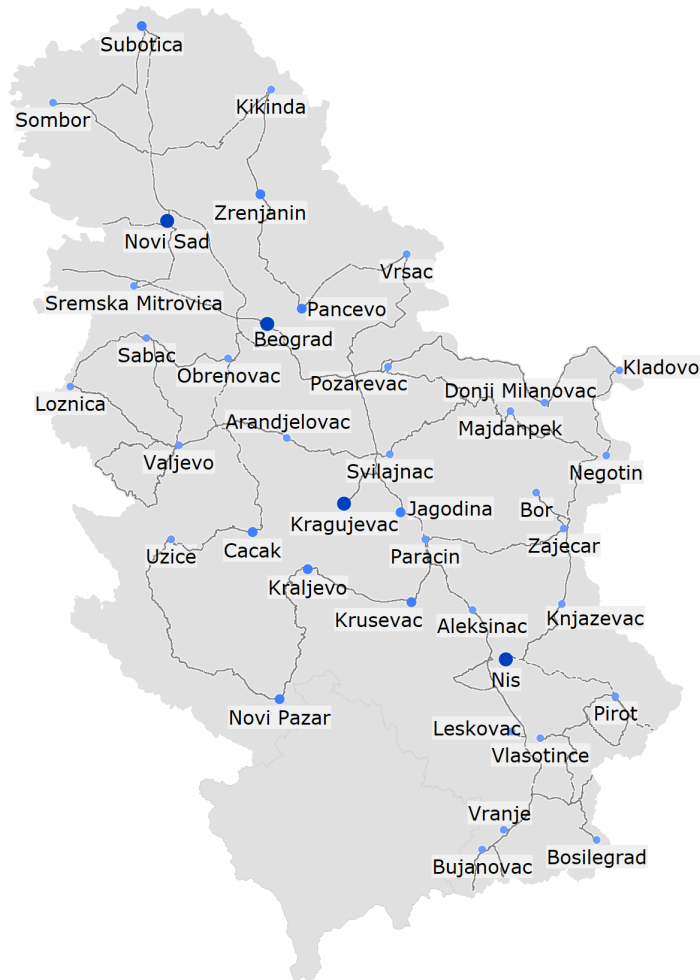 Subotica
Kikinda
Sombor
Zrenjanin
Novi Sad
Vrsac
Sremska Mitrovica
Pancevo
Beograd
Sabac
Obrenovac
Pozarevac
Kladovo
Donji Milanovac
Loznica
Arandjelovac
Majdanpek
Valjevo
Svilajnac
Negotin
Jagodina
Bor
Kragujevac
Uzice
Cacak
Paracin
Zajecar
Kraljevo
Krusevac
Aleksinac
Knjazevac
Nis
Novi Pazar
Pirot
Leskovac
Vlasotince
Vranje
Bujanovac
Bosilegrad